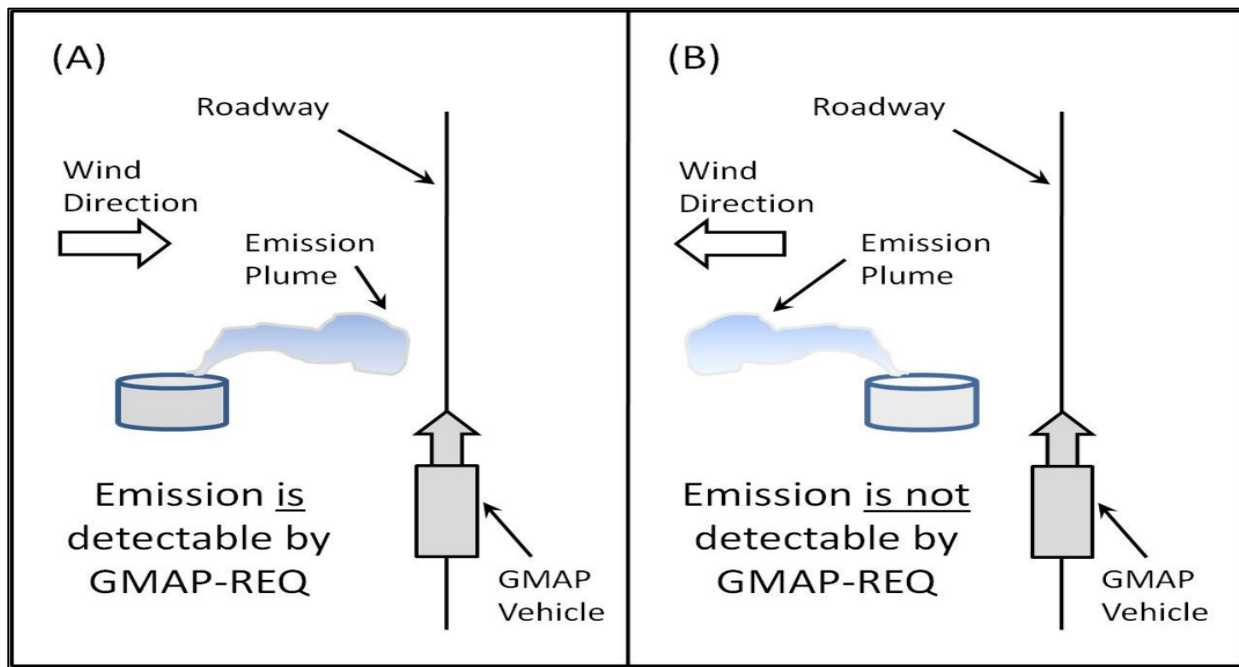 (A)
Roadway
Wind
Direction
Emission
Plume
Emission is
detectable by
GMAP-REQ
GMAP
Vehicle
(B)
Roadway
Wind
Direction
Emission
Plume
Emission is not
detectable by
GMAP-REQ
GMAP
Vehicle